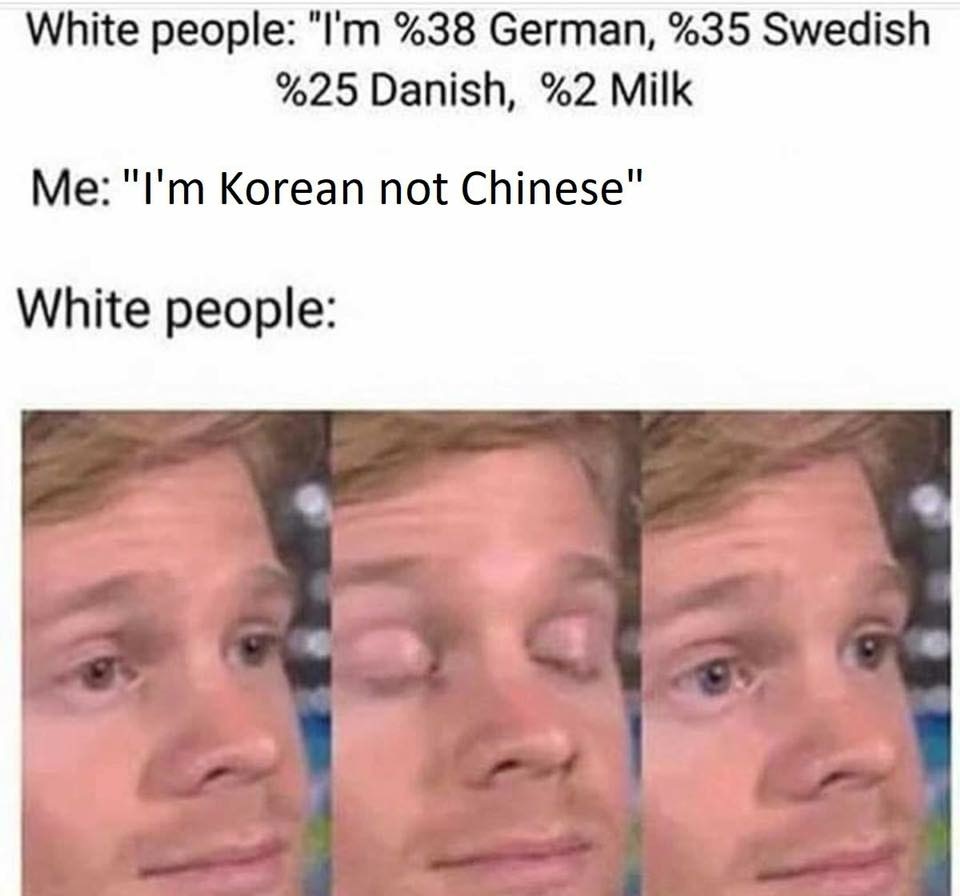 White people: "I'm %38 German, %35 Swedish
%25 Danish, %2 Milk
Me: "I'm Korean not Chinese"
White people: